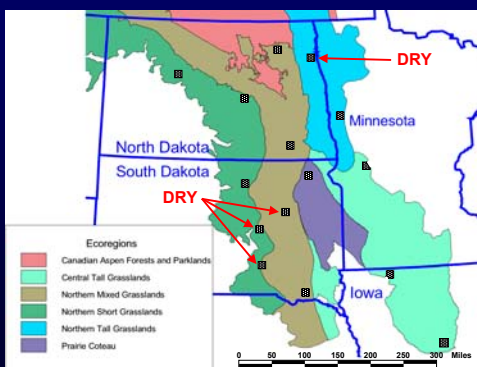 DRY
Minnesota
North Dakota
South Dakota
DRY
Ecoregions
Canadian Aspen Forests and Parklands
Central Tall Grasslands
Northern Mixed Grasslands
Northern Short Grasslands
Northern Tall Grasslands
Prairie Coteau
Iowa
0 50 100 150 200 250 300 Miles